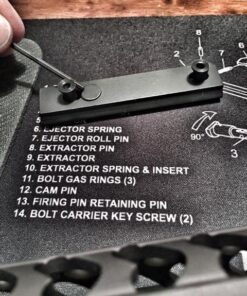 2
8
5
6. EJECTOR SPRING
7. EJECTOR ROLL PIN
8. EXTRACTOR PIN
9. EXTRACTOR
10. EXTRACTOR SPRING & INSERT
11. BOLT GAS RINGS (3)
12. CAM PIN
13. FIRING PIN RETAINING PIN
14. BOLT CARRIER KEY SCREW (2)
90°
3